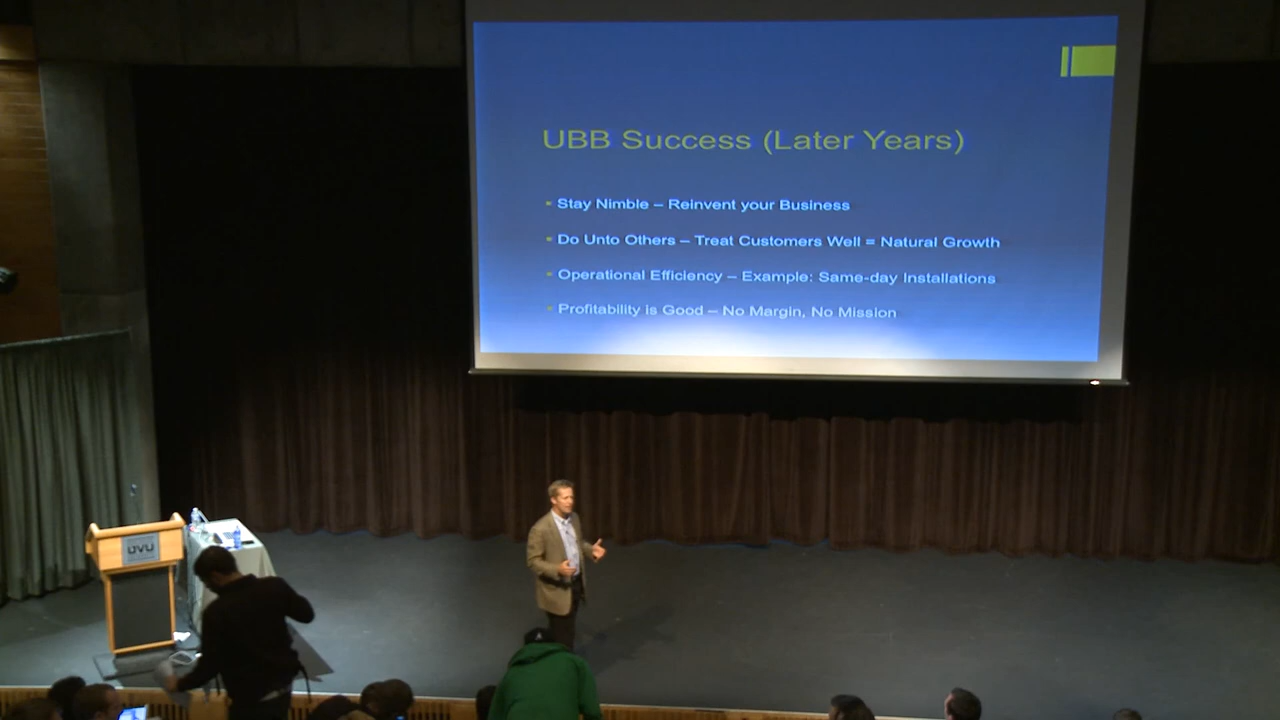 UBB Success (Later Years)
Stay Nimble – Reinvent your Business
Do Unto Others – Treat Customers Well = Natural Growth
Operational Efficiency – Example: Same-day Installations
Profitability is Good – No Margin, No Mission
UVU